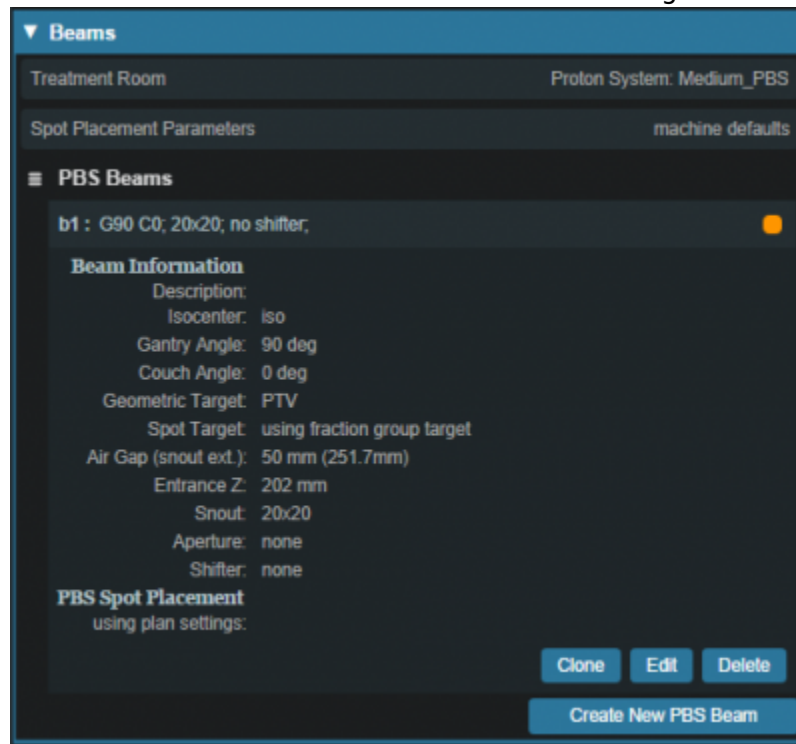 Beams
Treatment Room Proton System: Medium_PBS
Spot Placement Parameters machine defaults
PBS Beams
b1 : G90 C0; 20x20; no shifter;
Beam Information
Description:
Isocenter: iso
Gantry Angle: 90 deg
Couch Angle: 0 deg
Geometric Target: PTV
Spot Target: using fraction group target
Air Gap (snout ext.): 50 mm (251.7mm)
Entrance Z: 202 mm
Snout: 20x20
Aperture: none
Shifter: none
PBS Spot Placement
using plan settings:
Clone Edit Delete
Create New PBS Beam